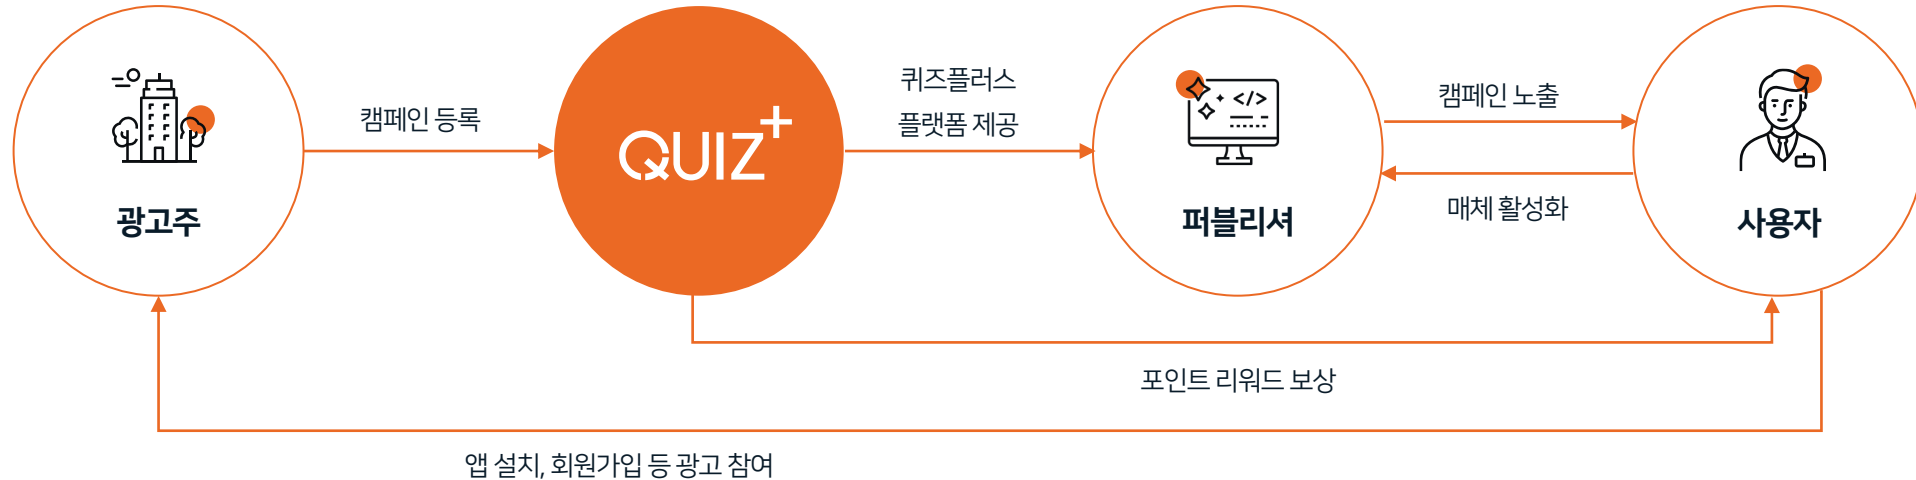 캠페인 등록
퀴즈플러스
플랫폼 제공
캠페인 노출
매체 활성화
광고주
QUIZ+
</>
퍼블리셔
사용자
포인트 리워드 보상
앱 설치, 회원가입 등 광고 참여